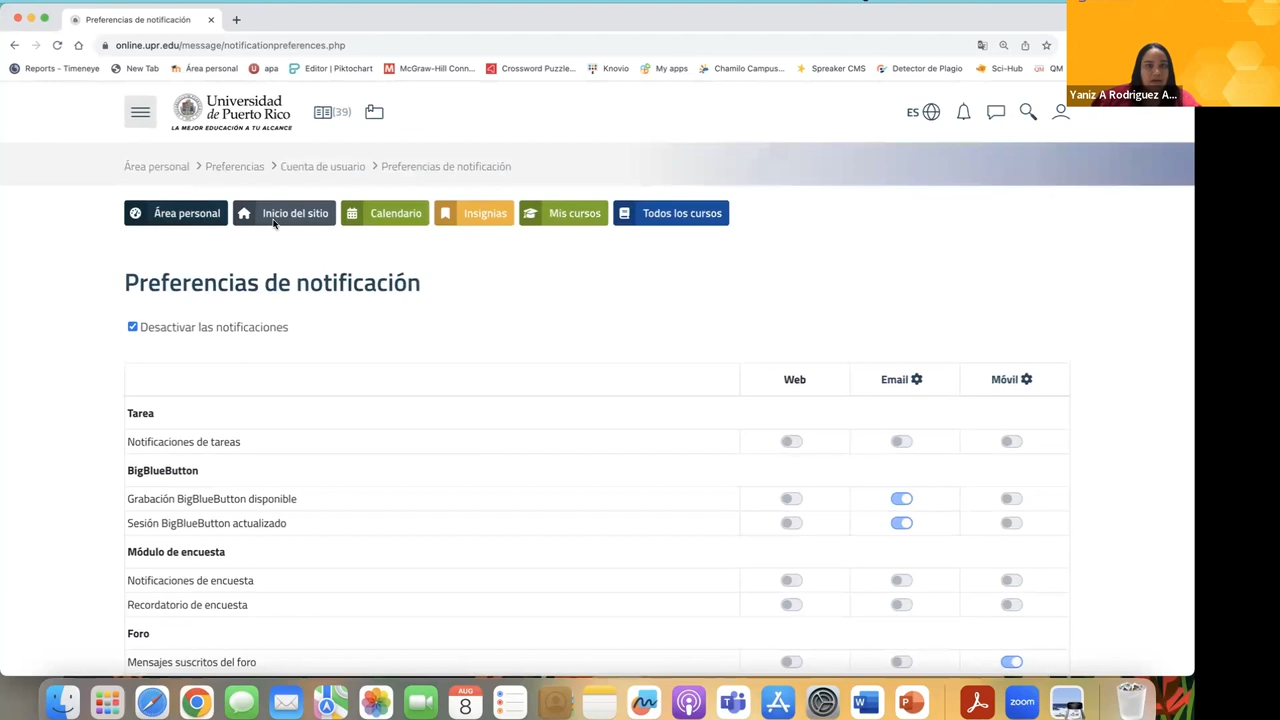 Preferencias de notificación
online.upr.edu/message/notificationpreferences.php
Reports - Timeneye
New Tab
Área personal
apa
Editor | Piktochart
McGraw-Hill Conn...
Crossword Puzzle...
Knovio
My apps
Chamilo Campus...
Spreaker CMS
Detector de Plagio
Sci-Hub
QM
Yaniz A Rodriguez A...
Universidad
de Puerto Rico
LA MEJOR EDUCACIÓN A TU ALCANCE
(39)
ES
Área personal > Preferencias > Cuenta de usuario > Preferencias de notificación
Área personal
Inicio del sitio
Calendario
Insignias
Mis cursos
Todos los cursos
Preferencias de notificación
Desactivar las notificaciones
Web Email Móvil
Tarea
Notificaciones de tareas
BigBlueButton
Grabación BigBlueButton disponible
Sesión BigBlueButton actualizado
Módulo de encuesta
Notificaciones de encuesta
Recordatorio de encuesta
Foro
Mensajes suscritos del foro
AUG
8
zoom